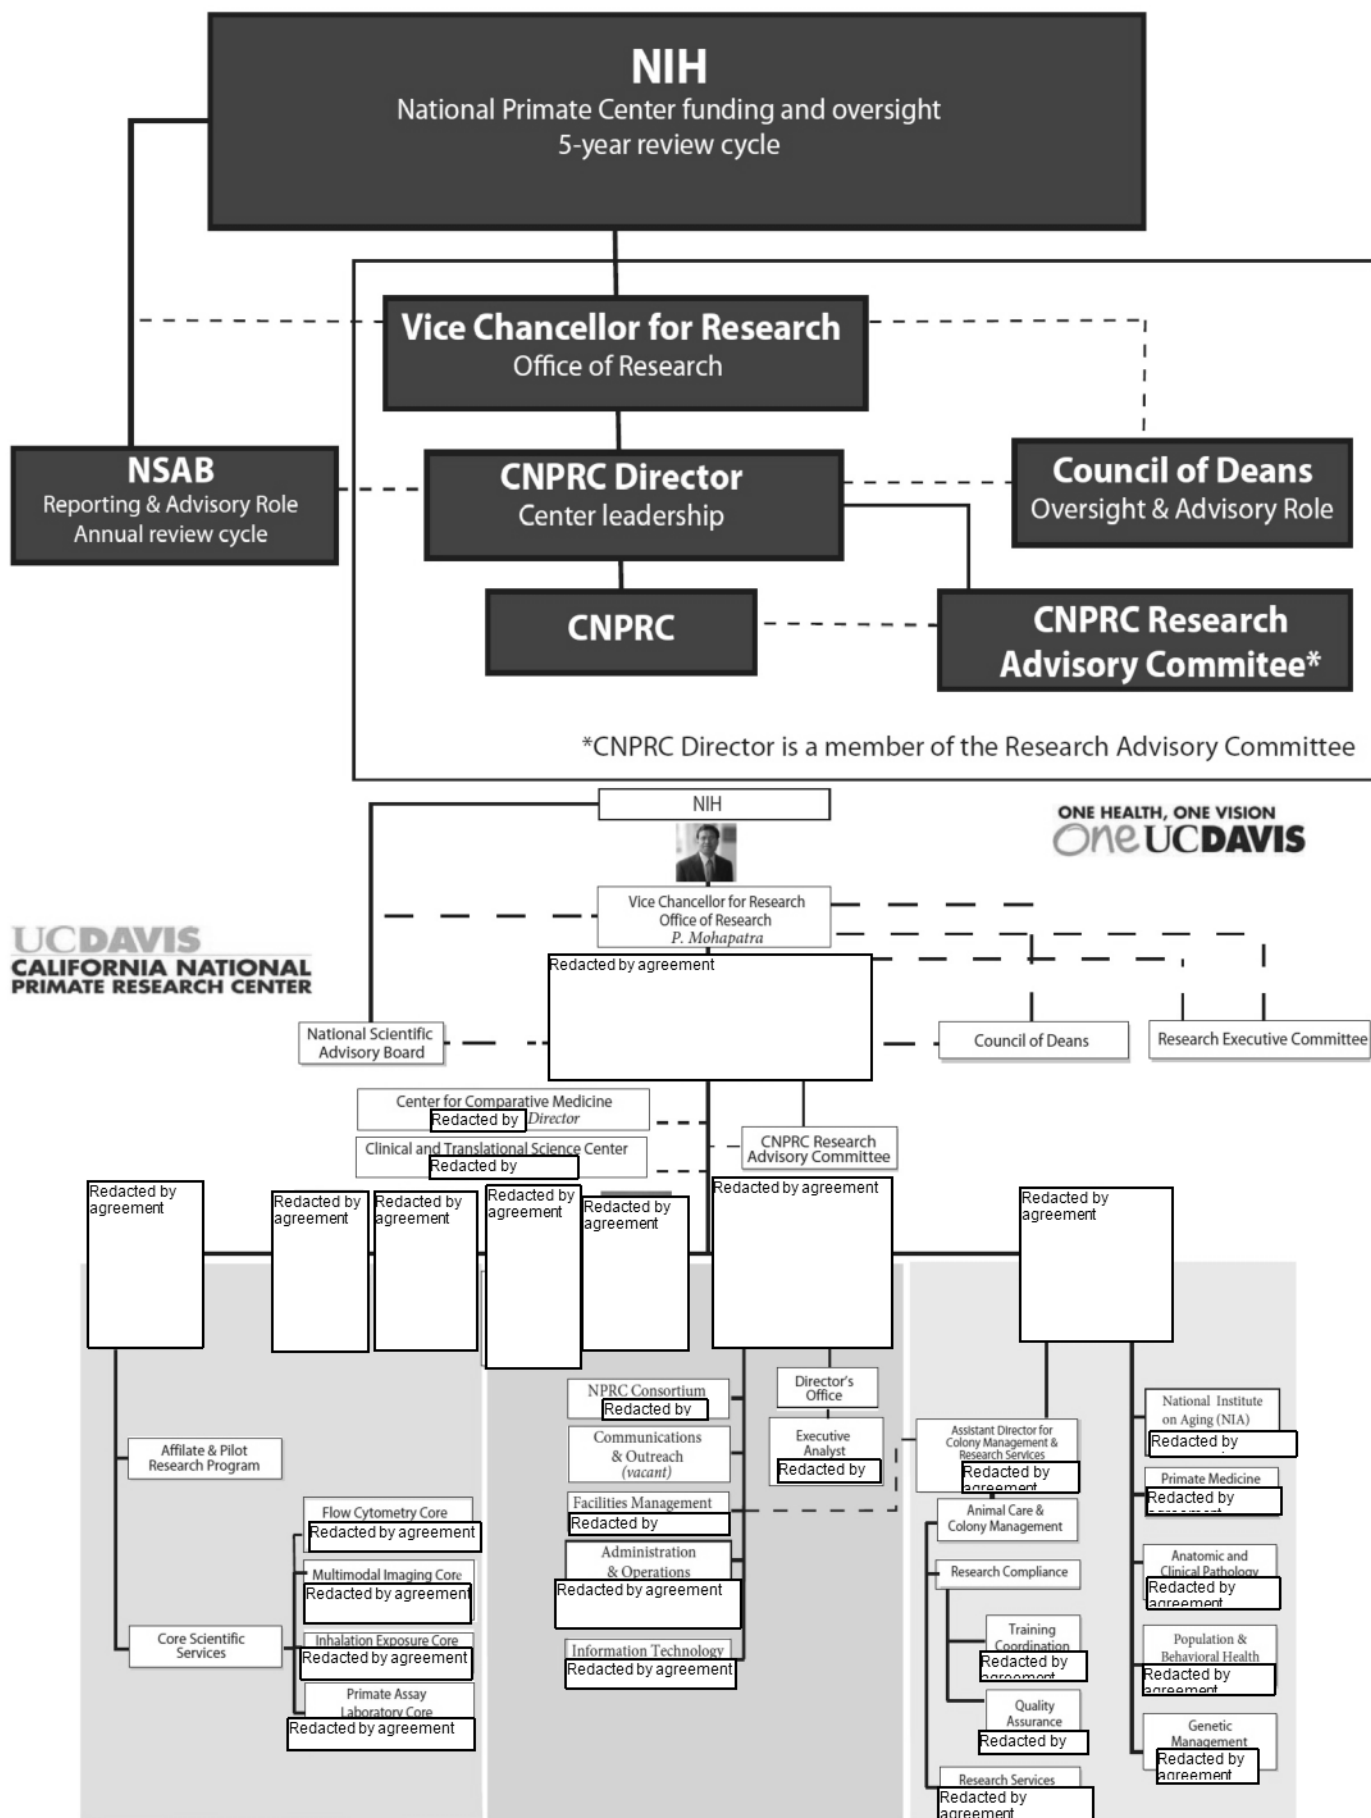 NIH
National Primate Center funding and oversight
5-year review cycle
Vice Chancellor for Research
Office of Research
NSAB
Reporting & Advisory Role
Annual review cycle
CNPRC Director
Center leadership
Council of Deans
Oversight & Advisory Role
CNPRC
CNPRC Research
Advisory Commitee*
*CNPRC Director is a member of the Research Advisory Committee
NIH
ONE HEALTH, ONE VISION
One UCDAVIS
Vice Chancellor for Research
Office of Research
P. Mohapatra
UCDAVIS
CALIFORNIA NATIONAL
PRIMATE RESEARCH CENTER
Redacted by agreement
National Scientific
Advisory Board
Council of Deans
Research Executive Committee
Center for Comparative Medicine
Redacted by Director
Clinical and Translational Science Center
Redacted by
CNPRC Research
Advisory Committee
Redacted by
agreement
Redacted by
agreement
Redacted by
agreement
Redacted by
agreement
Redacted by
agreement
Redacted by agreement
Redacted by
agreement
Affilate & Pilot
Research Program
Core Scientific
Services
Flow Cytometry Core
Redacted by agreement
Multimodal Imaging Core
Redacted by agreement
Inhalation Exposure Core
Redacted by agreement
Primate Assay
Laboratory Core
Redacted by agreement
NPRC Consortium
Redacted by
Communications
& Outreach
(vacant)
Facilities Management
Redacted by
Administration
& Operations
Redacted by agreement
Information Technology
Redacted by agreement
Director's
Office
Executive
Analyst
Redacted by
Assistant Director for
Colony Management &
Research Services
Redacted by
agreement
Animal Care &
Colony Management
Research Compliance
Training
Coordination
Redacted by
agreement
Quality
Assurance
Redacted by
Research Services
Redacted by
agreement
National Institute
on Aging (NIA)
Redacted by
Primate Medicine
Redacted by
agreement
Anatomic and
Clinical Pathology
Redacted by
agreement
Population &
Behavioral Health
Redacted by
agreement
Genetic
Management
Redacted by
agreement